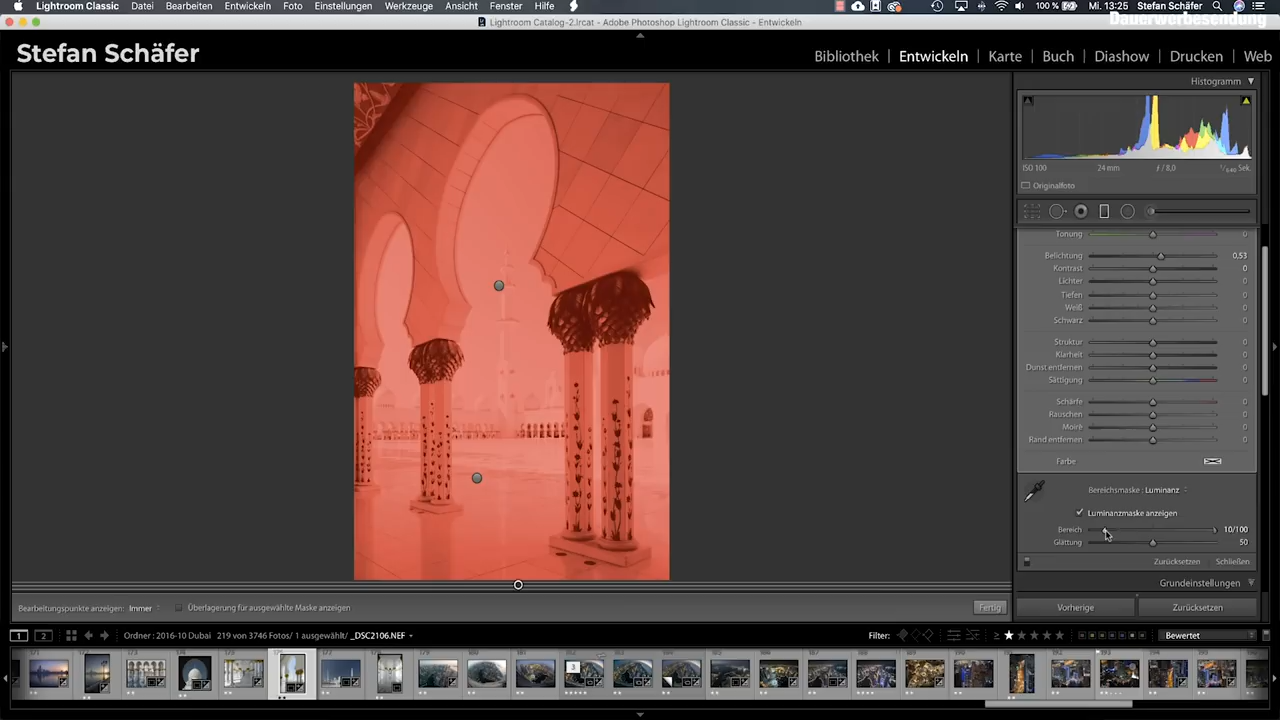 Lightroom Classic Datei Bearbeiten Entwickeln Foto Einstellungen Werkzeuge Ansicht Fenster Hilfe 100 % Mi. 13:25 Stefan Schäfer
Lightroom Catalog-2.lrcat - Adobe Photoshop Lightroom Classic - Entwickeln
Dauerwerbesendung
Stefan Schäfer
Bibliothek | Entwickeln | Karte | Buch | Diashow | Drucken | Web
Histogramm
ISO 100 24 mm ƒ / 8,0 1/640 Sek.
Originalfoto
Tonung 0
Belichtung 0,53
Kontrast 0
Lichter 0
Tiefen 0
Weiß 0
Schwarz 0
Struktur 0
Klarheit 0
Dunst entfernen 0
Sättigung 0
Schärfe 0
Rauschen 0
Moiré 0
Rand entfernen 0
Farbe
Bereichsmaske : Luminanz
Luminanzmaske anzeigen
Bereich 10/100
Glättung 50
Zurücksetzen Schließen
Grundeinstellungen
Bearbeitungspunkte anzeigen: Immer Überlagerung für ausgewählte Maske anzeigen Fertig
Vorherige Zurücksetzen
1 2 Ordner : 2016-10 Dubai 219 von 3746 Fotos/ 1 ausgewählt/ _DSC2106.NEF Filter: Bewertet